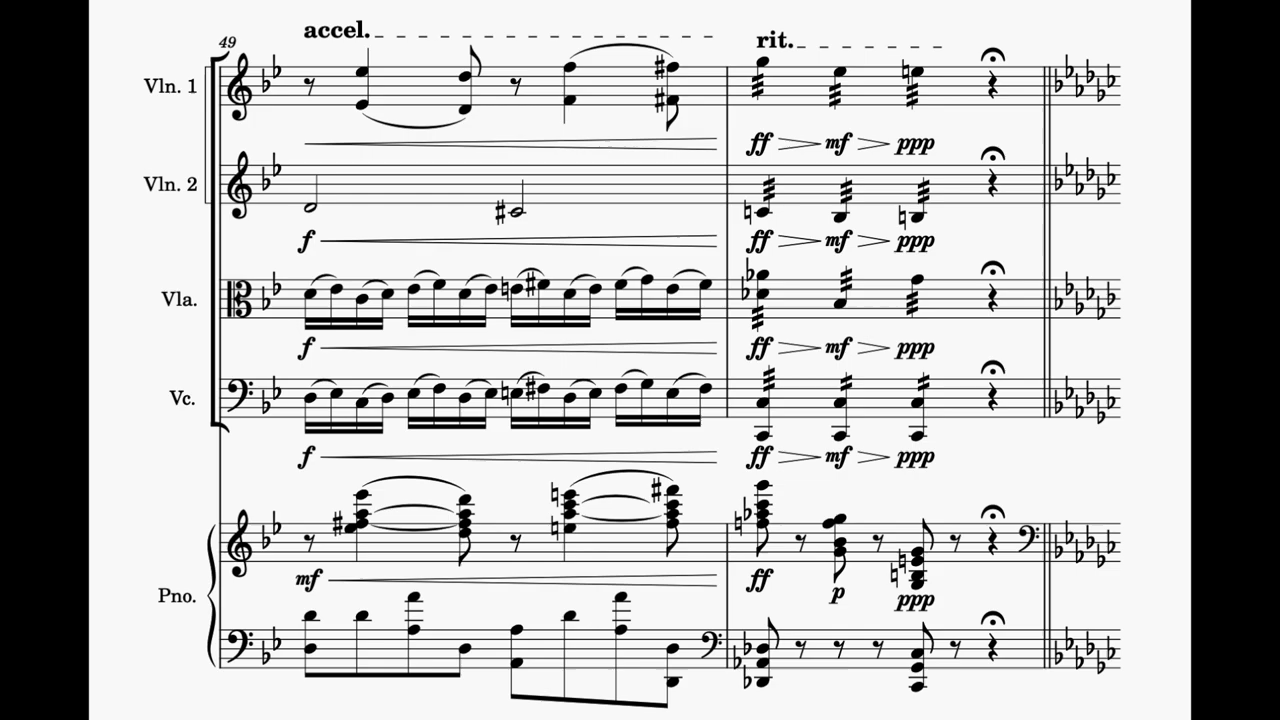 accel.
49
rit.
Vln. 1
ff mf ppp
Vln. 2
f ff mf ppp
Vla.
f ff mf ppp
Vc.
f ff mf ppp
mf ff p ppp
Pno.